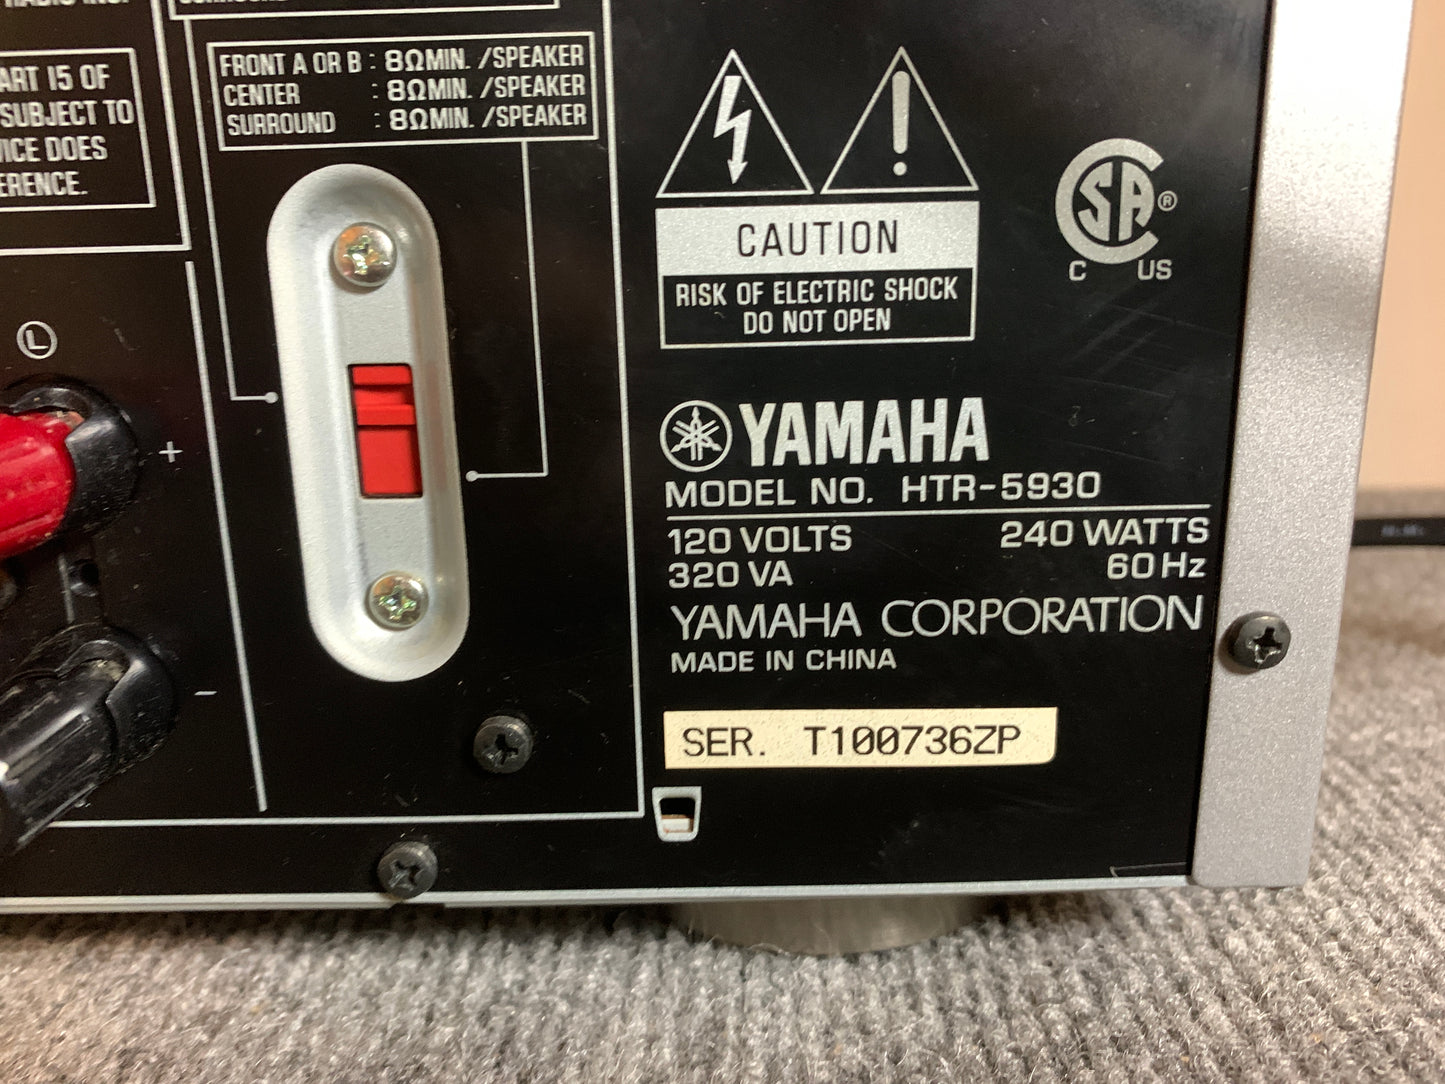 ART 15 OF
SUBJECT TO
VICE DOES
ERENCE.
FRONT A OR B : 8ΩMIN. /SPEAKER
CENTER : 8ΩMIN. /SPEAKER
SURROUND : 8ΩMIN. /SPEAKER
L
+
-
CAUTION
RISK OF ELECTRIC SHOCK
DO NOT OPEN
CSA®
C US
YAMAHA
MODEL NO. HTR-5930
120 VOLTS 240 WATTS
320 VA 60 Hz
YAMAHA CORPORATION
MADE IN CHINA
SER. T100736ZP